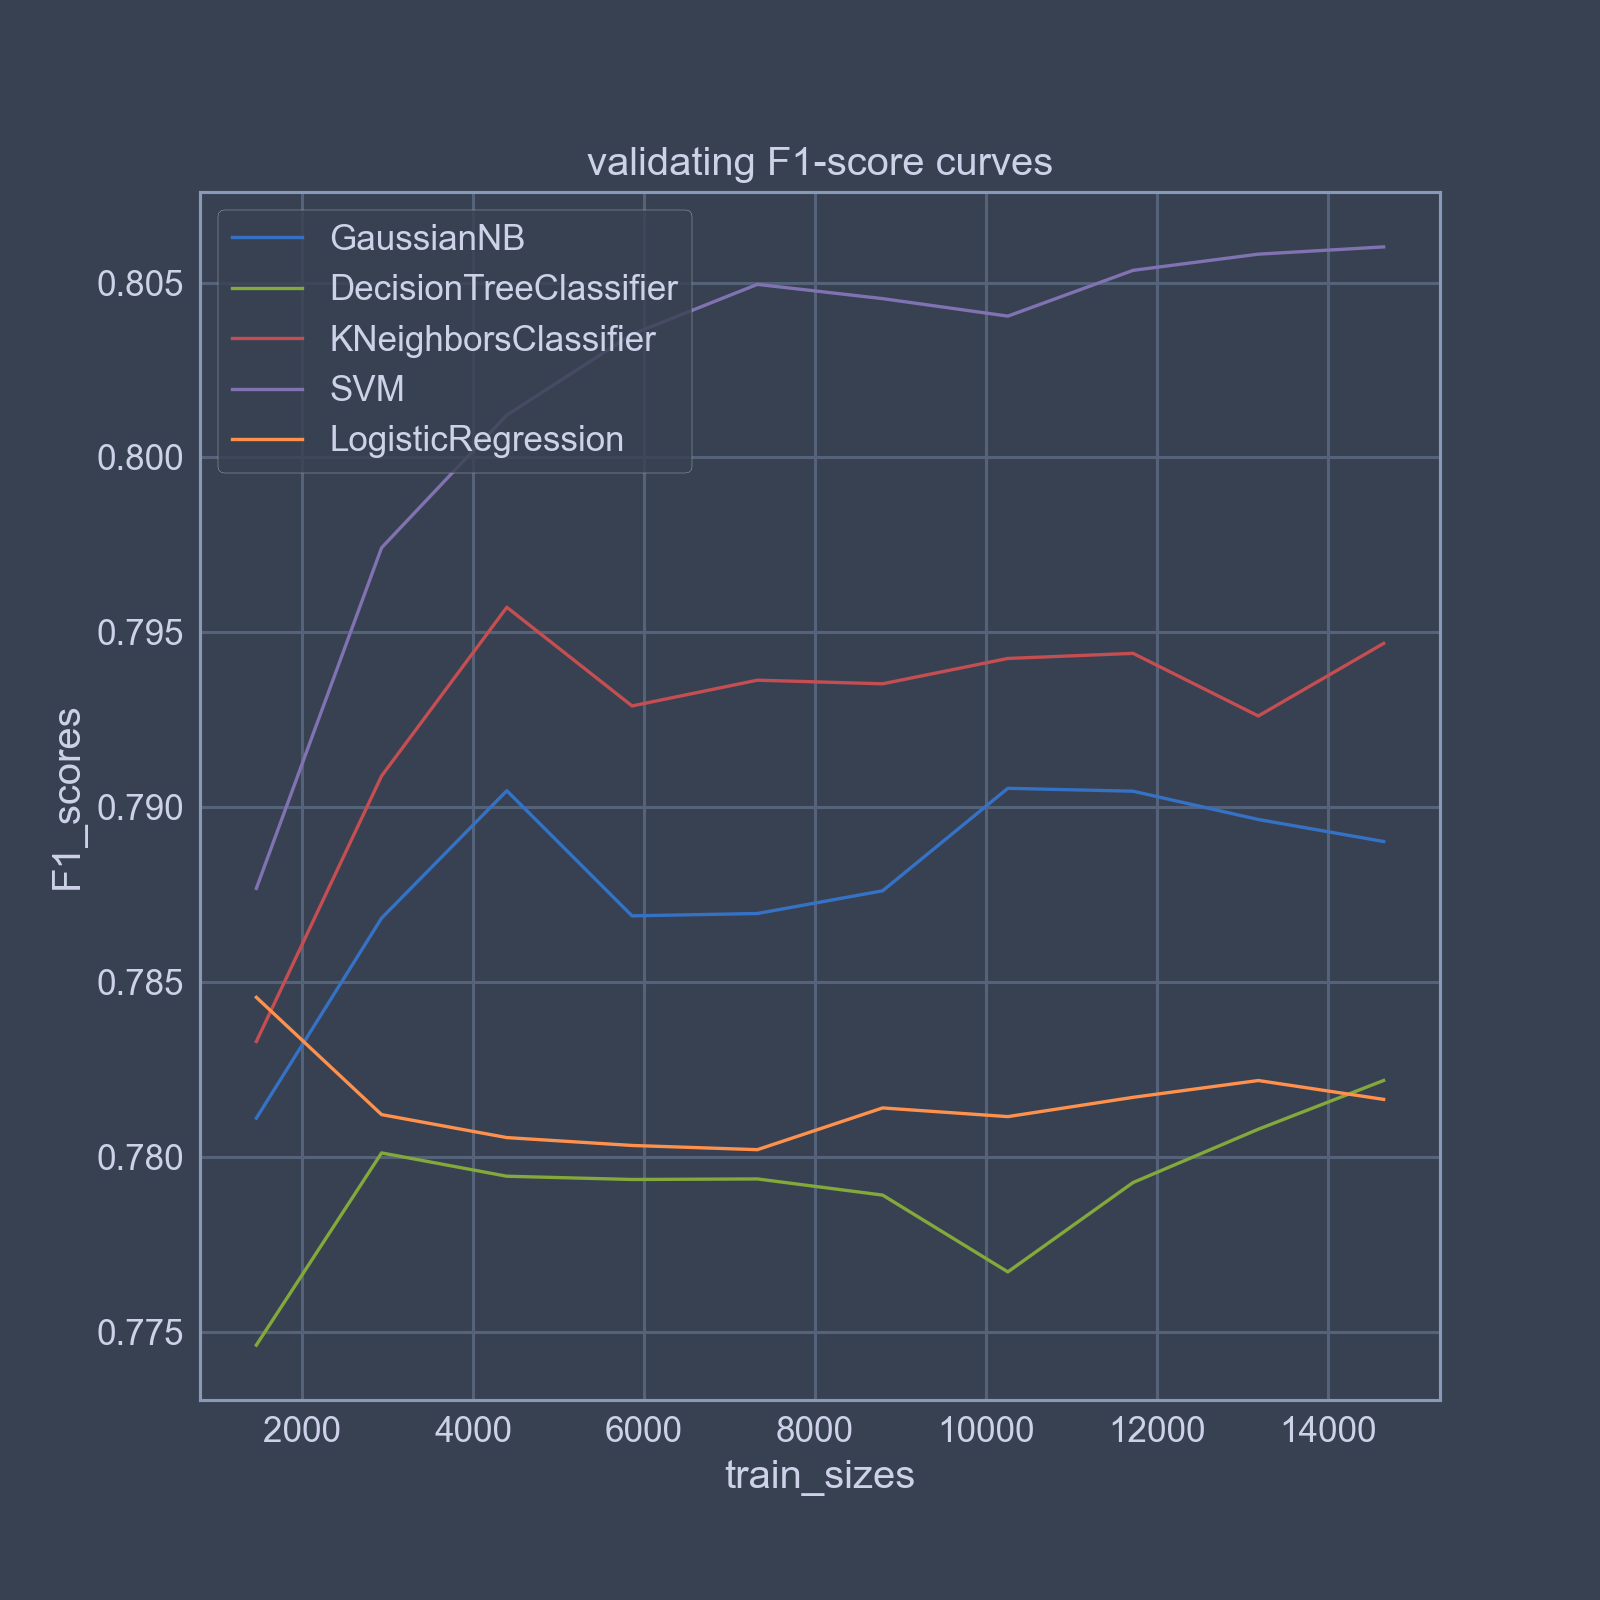 validating F1-score curves
GaussianNB
DecisionTreeClassifier
KNeighborsClassifier
SVM
LogisticRegression
F1_scores
0.805
0.800
0.795
0.790
0.785
0.780
0.775
2000 4000 6000 8000 10000 12000 14000
train_sizes